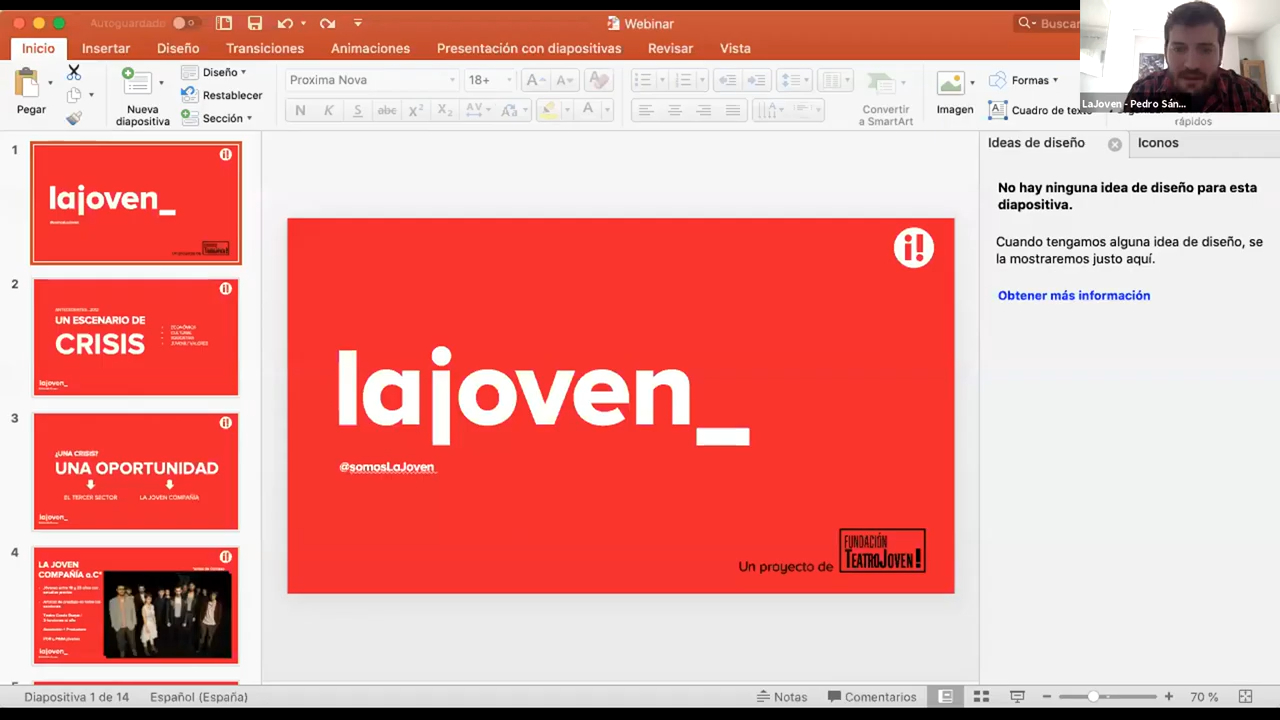 Autoguardado
Webinar
Buscar
Inicio
Insertar
Diseño
Transiciones
Animaciones
Presentación con diapositivas
Revisar
Vista
Pegar
Nueva
diapositiva
Diseño
Restablecer
Sección
Proxima Nova
18+
Convertir
a SmartArt
Imagen
Formas
Cuadro de texto
rápidos
LaJoven - Pedro Sán...
1
lajoven_
2
UN ESCENARIO DE
CRISIS
lajoven_
3
¿UNA CRISIS?
UNA OPORTUNIDAD
EL TERCER SECTOR
LA JOVEN COMPAÑÍA
lajoven_
4
LA JOVEN
COMPAÑÍA a.C*
lajoven_
i!
lajoven_
@somosLaJoven
Un proyecto de
FUNDACIÓN
TEATROJOVEN!
Ideas de diseño
Iconos
No hay ninguna idea de diseño para esta
diapositiva.
Cuando tengamos alguna idea de diseño, se
la mostraremos justo aquí.
Obtener más información
Diapositiva 1 de 14
Español (España)
Notas
Comentarios
70 %